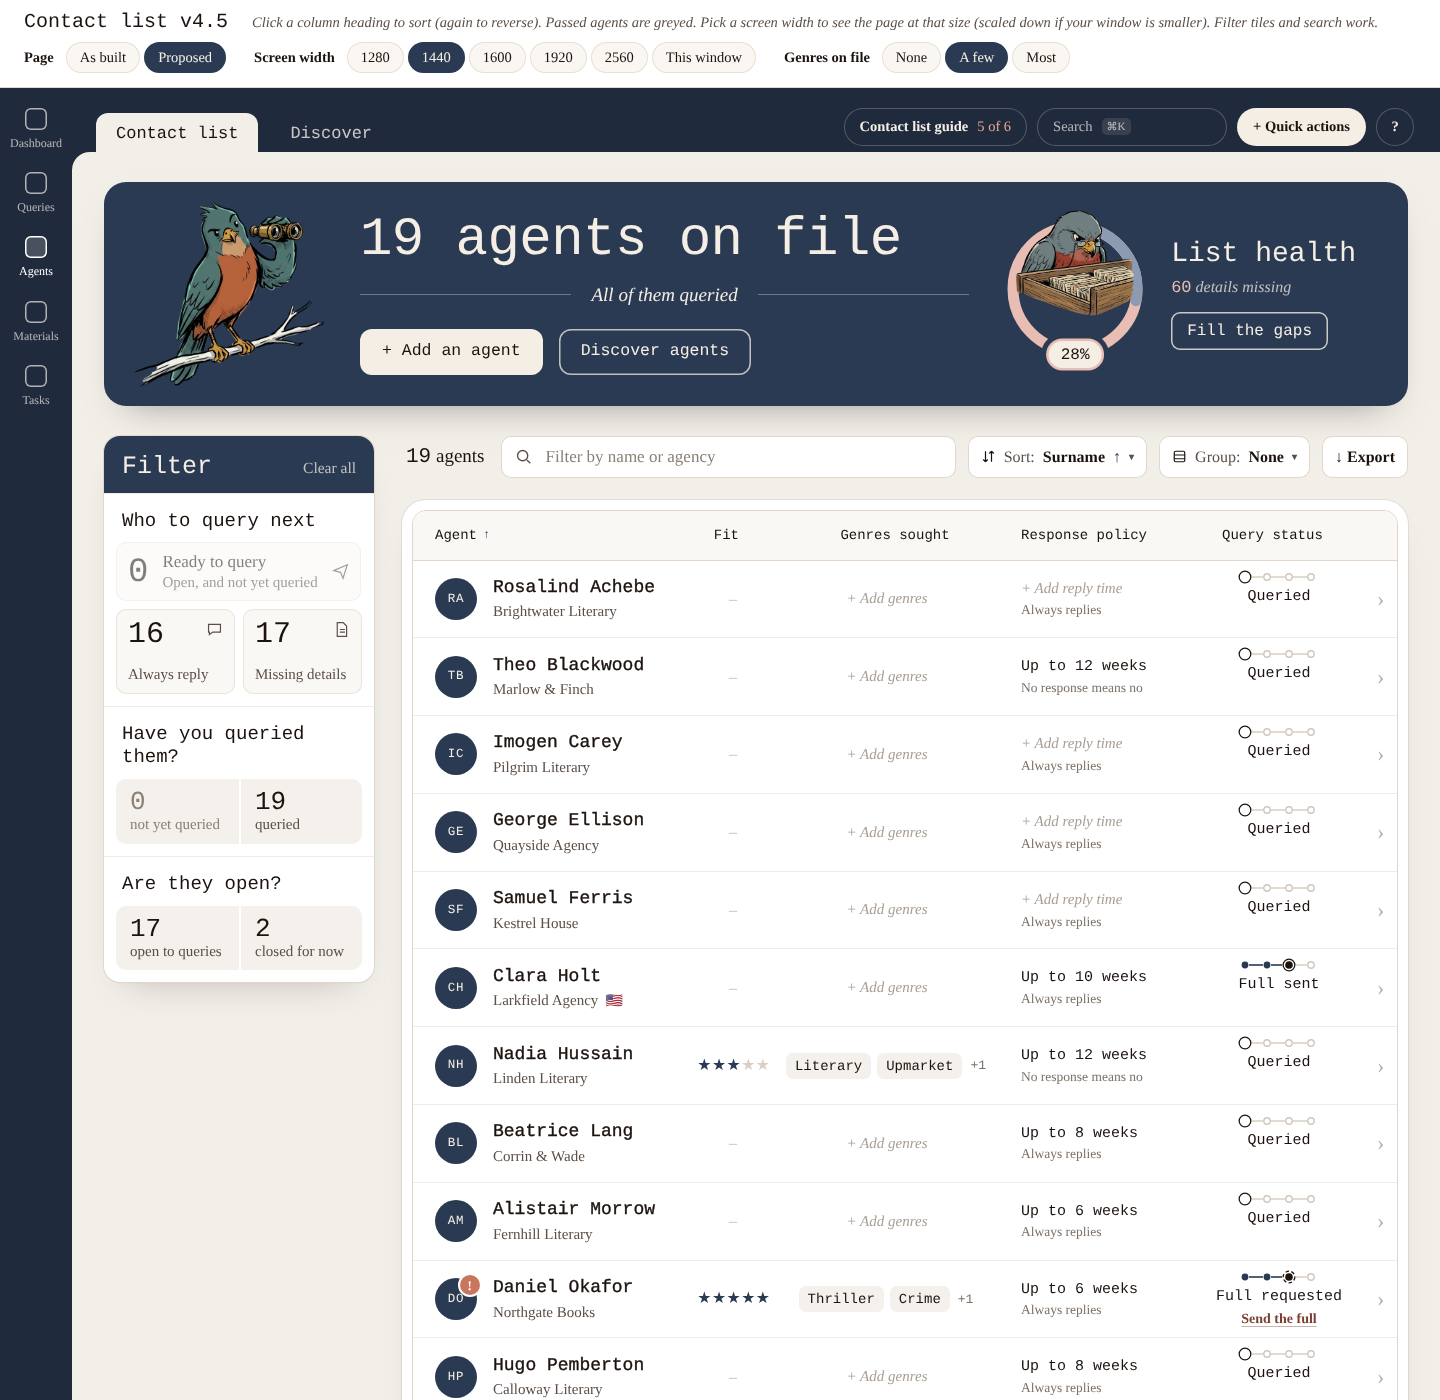 Contact list v4.5 Click a column heading to sort (again to reverse). Passed agents are greyed. Pick a screen width to see the page at that size (scaled down if your window is smaller). Filter tiles and search work.
Page As built Proposed Screen width 1280 1440 1600 1920 2560 This window Genres on file None A few Most
Dashboard
Queries
Agents
Materials
Tasks
Contact list Discover Contact list guide 5 of 6 Search ⌘K + Quick actions ?
19 agents on file
All of them queried
+ Add an agent Discover agents
28%
List health
60 details missing
Fill the gaps
Filter Clear all
Who to query next
0 Ready to query
Open, and not yet queried
16 17
Always reply Missing details
Have you queried
them?
0 19
not yet queried queried
Are they open?
17 2
open to queries closed for now
19 agents Filter by name or agency Sort: Surname ↑ ▾ Group: None ▾ ↓ Export
Agent ↑ Fit Genres sought Response policy Query status
RA Rosalind Achebe – + Add genres + Add reply time Queried ›
Brightwater Literary Always replies
TB Theo Blackwood – + Add genres Up to 12 weeks Queried ›
Marlow & Finch No response means no
IC Imogen Carey – + Add genres + Add reply time Queried ›
Pilgrim Literary Always replies
GE George Ellison – + Add genres + Add reply time Queried ›
Quayside Agency Always replies
SF Samuel Ferris – + Add genres + Add reply time Queried ›
Kestrel House Always replies
CH Clara Holt – + Add genres Up to 10 weeks Full sent ›
Larkfield Agency 🇺🇸 Always replies
NH Nadia Hussain ★★★★★ Literary Upmarket +1 Up to 12 weeks Queried ›
Linden Literary No response means no
BL Beatrice Lang – + Add genres Up to 8 weeks Queried ›
Corrin & Wade Always replies
AM Alistair Morrow – + Add genres Up to 6 weeks Queried ›
Fernhill Literary Always replies
DO ! Daniel Okafor ★★★★★ Thriller Crime +1 Up to 6 weeks Full requested ›
Northgate Books Always replies Send the full
HP Hugo Pemberton – + Add genres Up to 8 weeks Queried ›
Calloway Literary Always replies